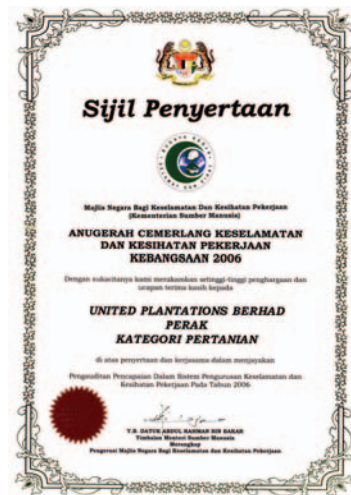 Sijil Penyertaan
Majlis Negara Bagi Keselamatan Dan Kesihatan Pekerjaan
(Kementerian Sumber Manusia)
ANUGERAH CEMERLANG KESELAMATAN
DAN KESIHATAN PEKERJAAN
KEBANGSAAN 2006
Dengan sukacitanya kami merakamkan setinggi-tinggi penghargaan dan
ucapan terima kasih kepada
UNITED PLANTATIONS BERHAD
PERAK
KATEGORI PERTANIAN
di atas penyertaan dan kerjasama dalam menjayakan
Pengauditan Pencapaian Dalam Sistem Pengurusan Keselamatan dan
Kesihatan Pekerjaan Pada Tahun 2006
Y.B. DATUK ABDUL RAHMAN BIN BAKAR
Timbalan Menteri Sumber Manusia
Merangkap
Pengerusi Majlis Negara Bagi Keselamatan dan Kesihatan Pekerjaan